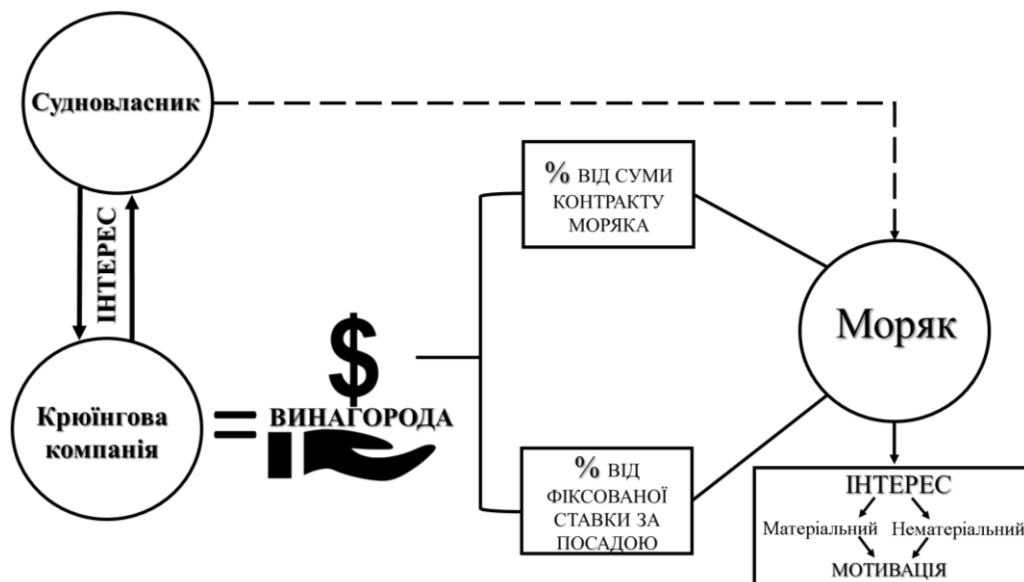 Судновласник
ІНТЕРЕС
Крюїнгова
компанія
=
$
ВИНАГОРОДА
% ВІД СУМИ
КОНТРАКТУ
МОРЯКА
% ВІД
ФІКСОВАНОЇ
СТАВКИ ЗА
ПОСАДОЮ
Моряк
ІНТЕРЕС
Матеріальний Нематеріальний
МОТИВАЦІЯ